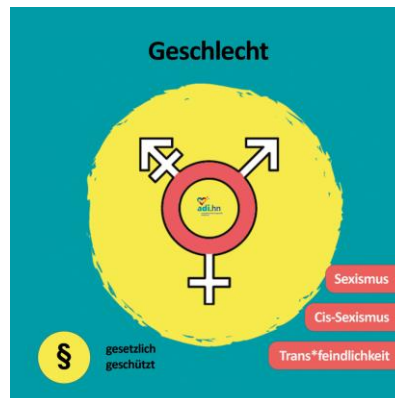 Geschlecht
adi.hn
Sexismus
Cis-Sexismus
Trans*feindlichkeit
§
gesetzlich
geschützt